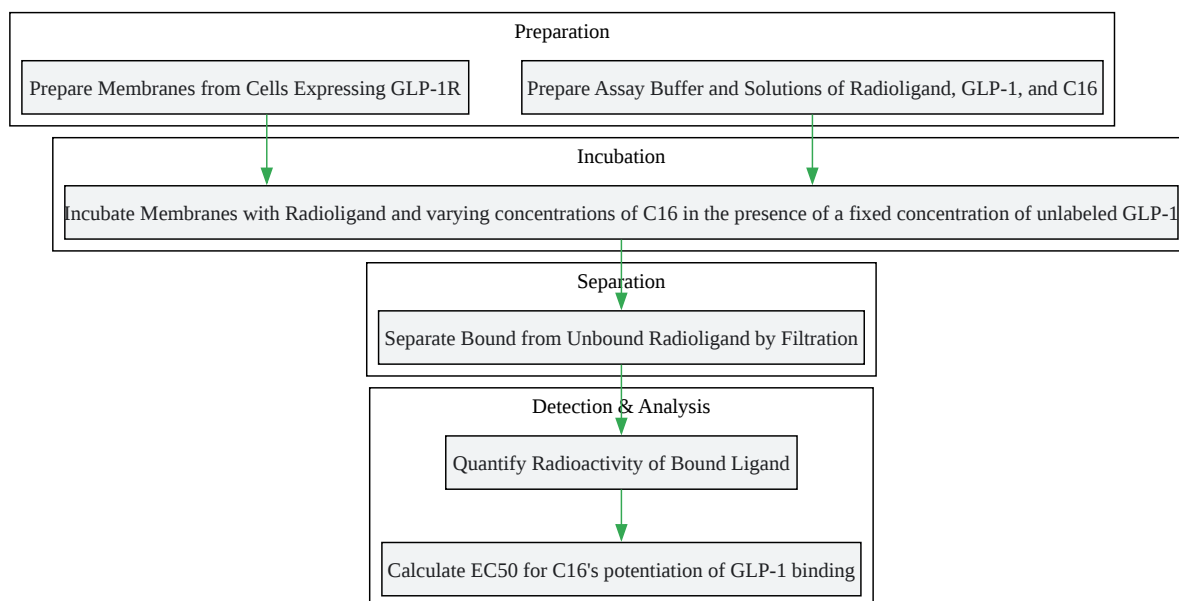 Preparation
Prepare Membranes from Cells Expressing GLP-1R
Prepare Assay Buffer and Solutions of Radioligand, GLP-1, and C16
Incubation
Incubate Membranes with Radioligand and varying concentrations of C16 in the presence of a fixed concentration of unlabeled GLP-1
Separation
Separate Bound from Unbound Radioligand by Filtration
Detection & Analysis
Quantify Radioactivity of Bound Ligand
Calculate EC50 for C16's potentiation of GLP-1 binding